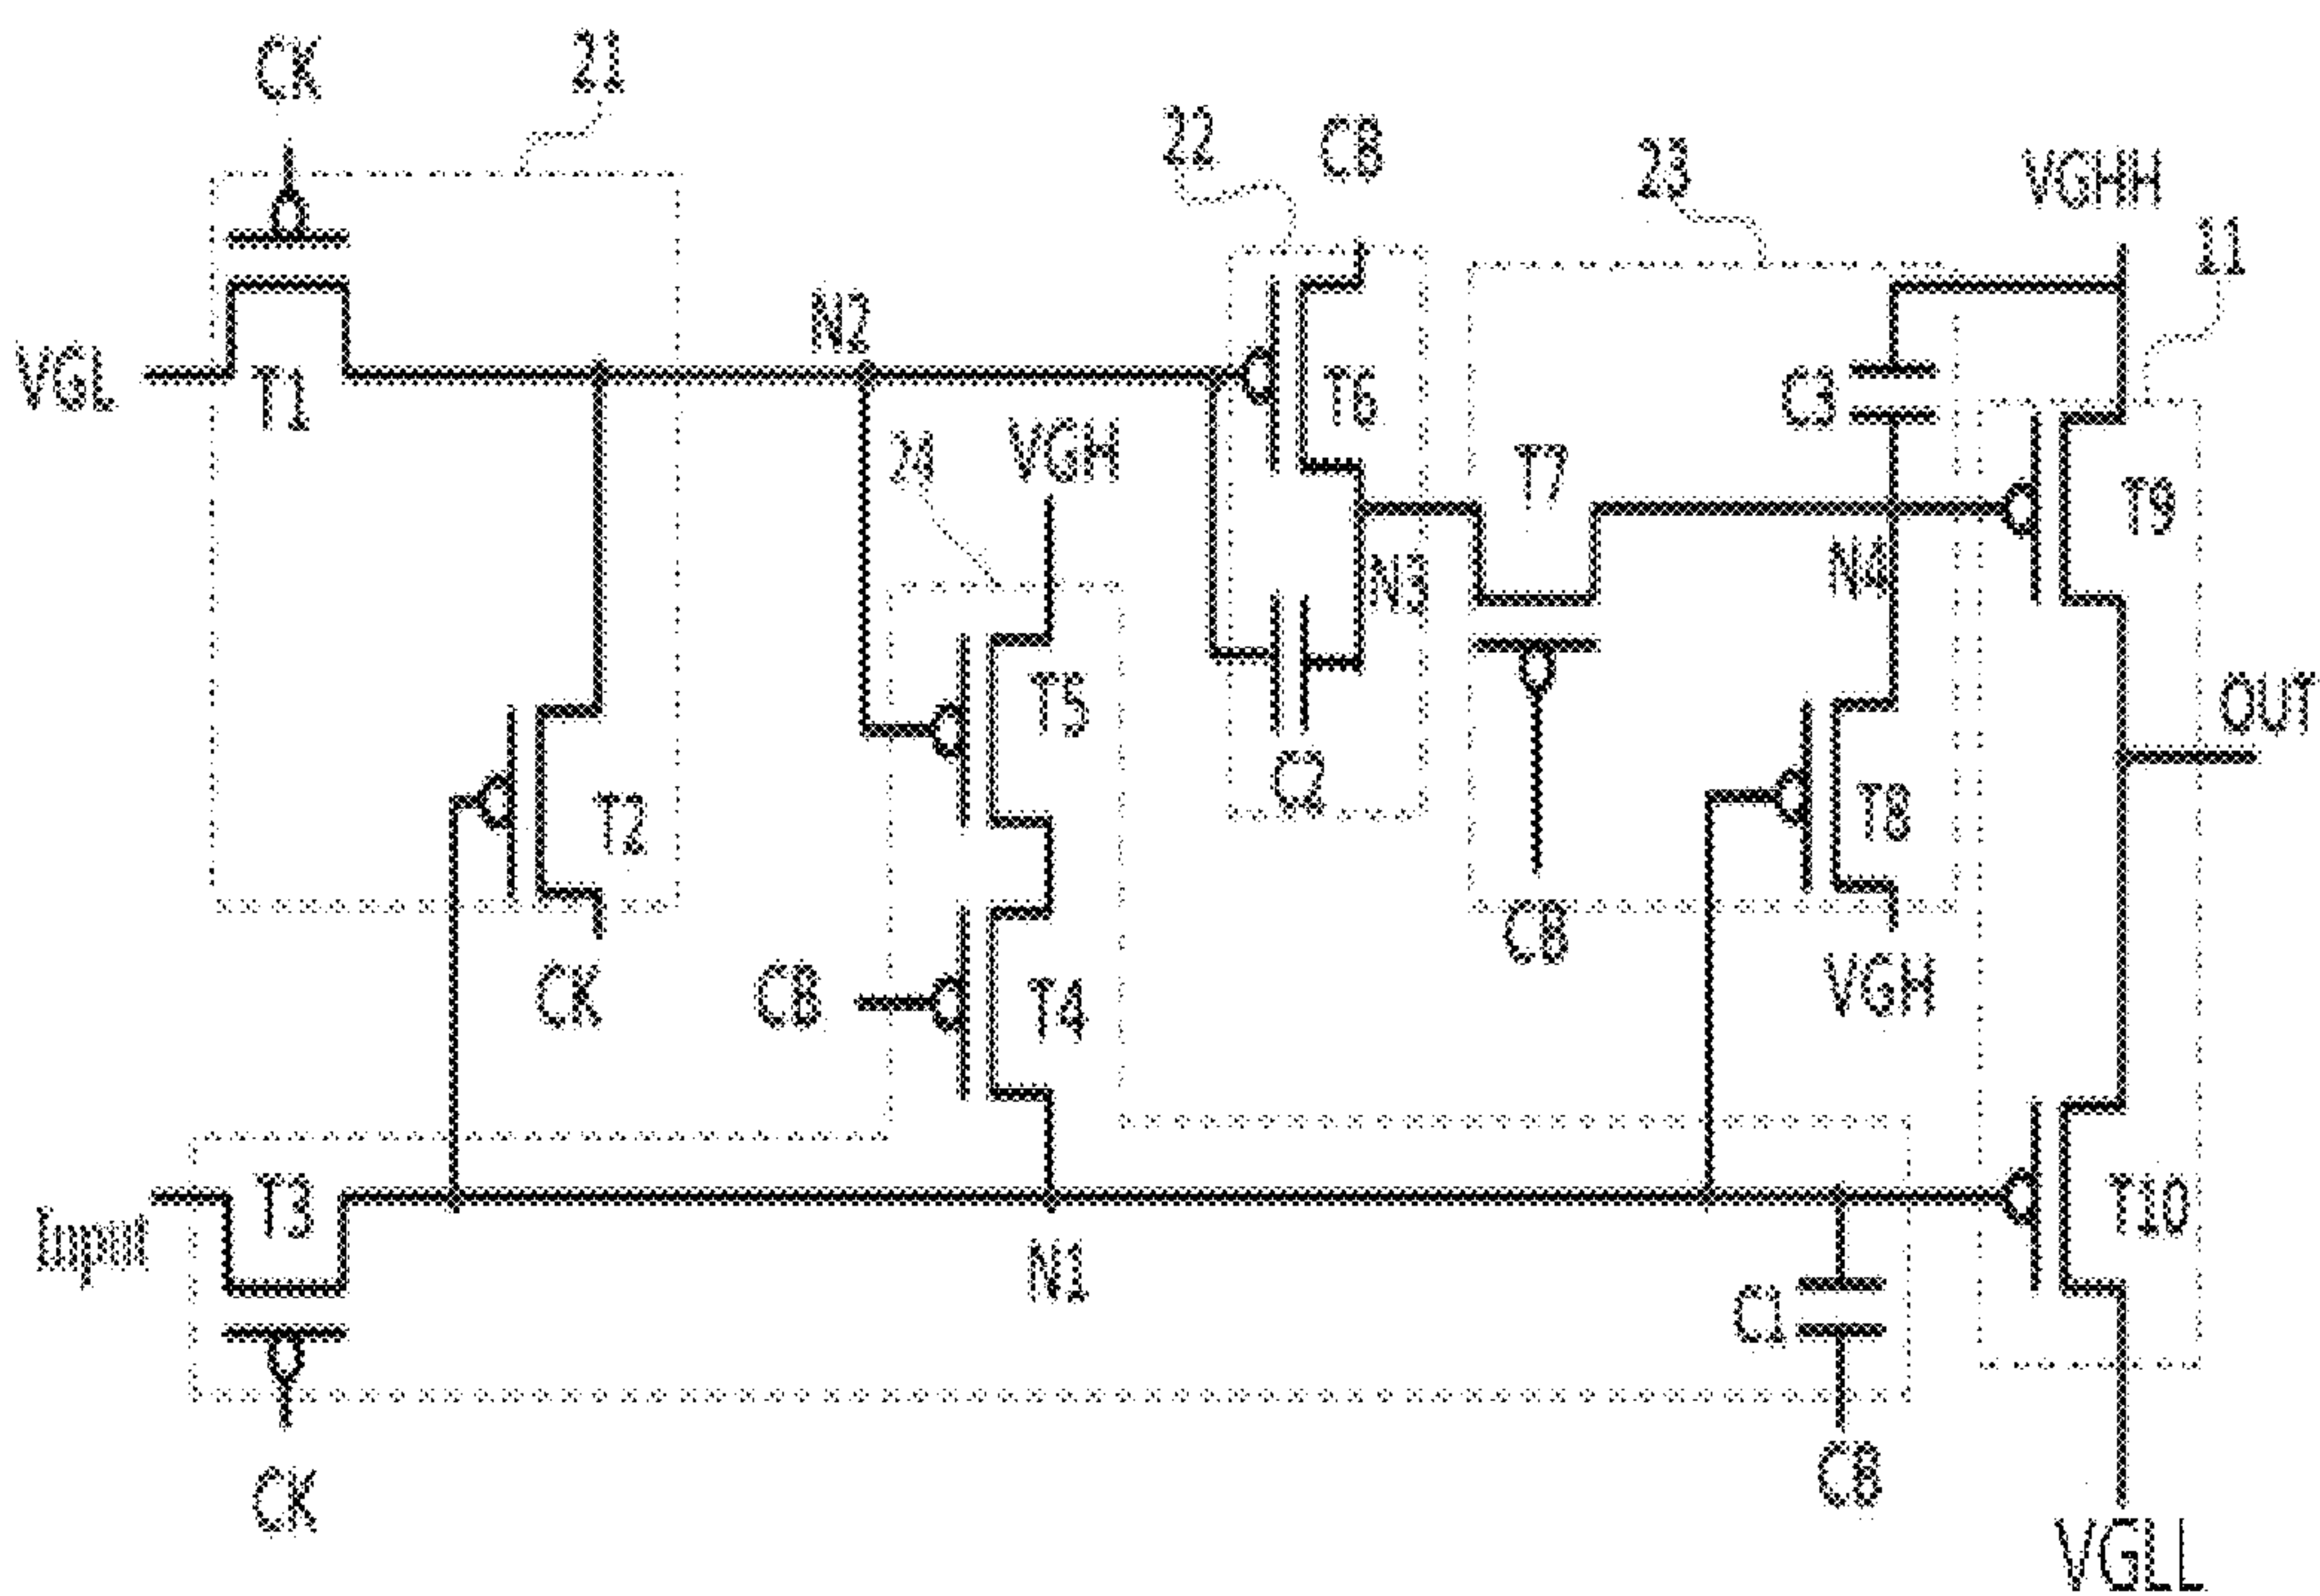 CK
21
22
CB
23
VGHH
11
N2
VGL
T1
24
VGH
T6
C3
T7
T9
N3
N4
T5
OUT
C2
T2
T8
CB
CK
CB
T4
VGH
T3
Input
T10
N1
C1
CK
CB
VGLL